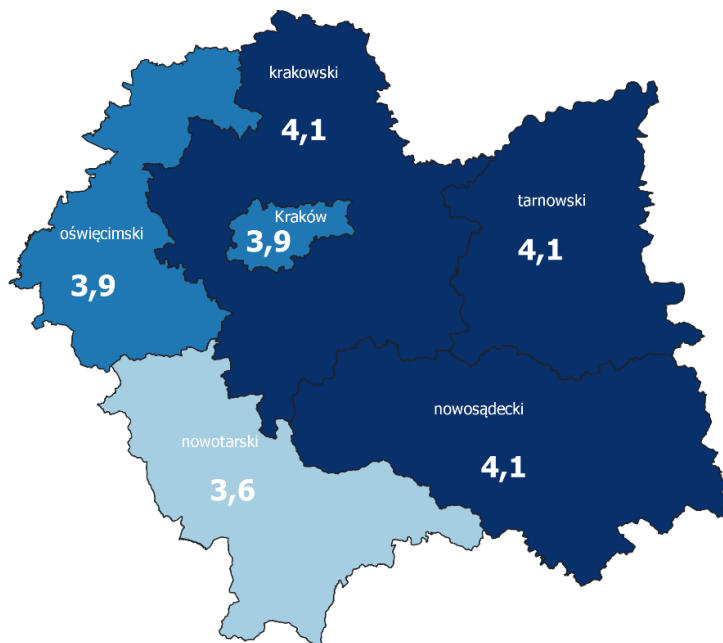 krakowski
4,1
tarnowski
4,1
Kraków
3,9
oświęcimski
3,9
nowosądecki
4,1
nowotarski
3,6